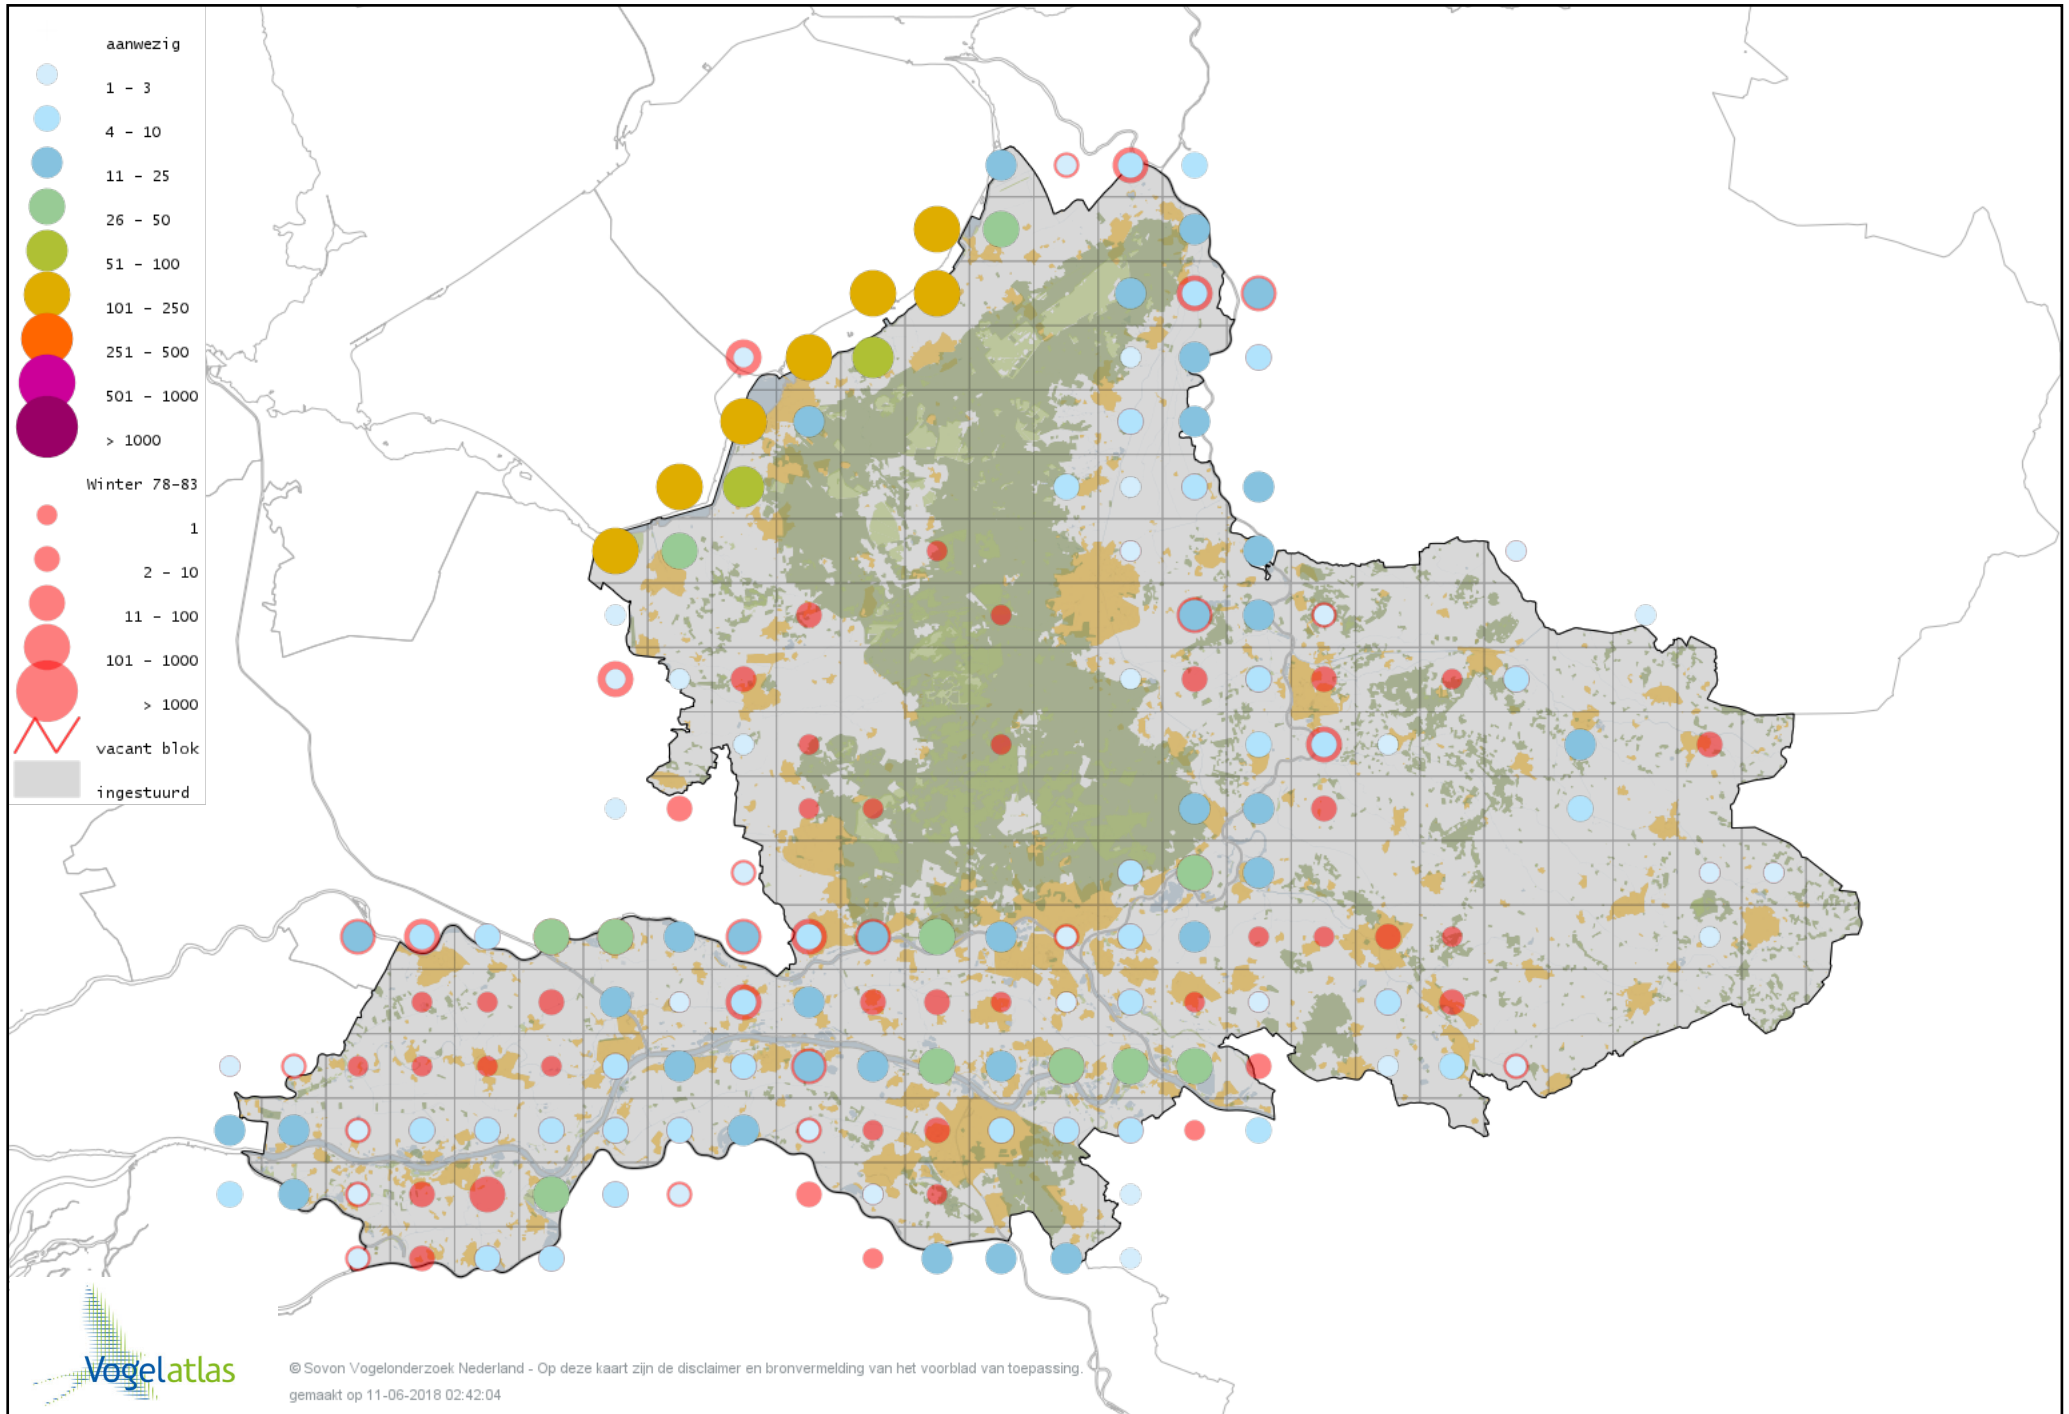 aanwezig
1 - 3
4 - 10
11 - 25
26 - 50
51 - 100
101 - 250
251 - 500
501 - 1000
> 1000
Winter 78-83
1
2 - 10
11 - 100
101 - 1000
> 1000
vacant blok
ingestuurd
Vogelatlas
© Sovon Vogelonderzoek Nederland - Op deze kaart zijn de disclaimer en bronvermelding van het voorblad van toepassing.
gemaakt op 11-06-2018 02:42:04